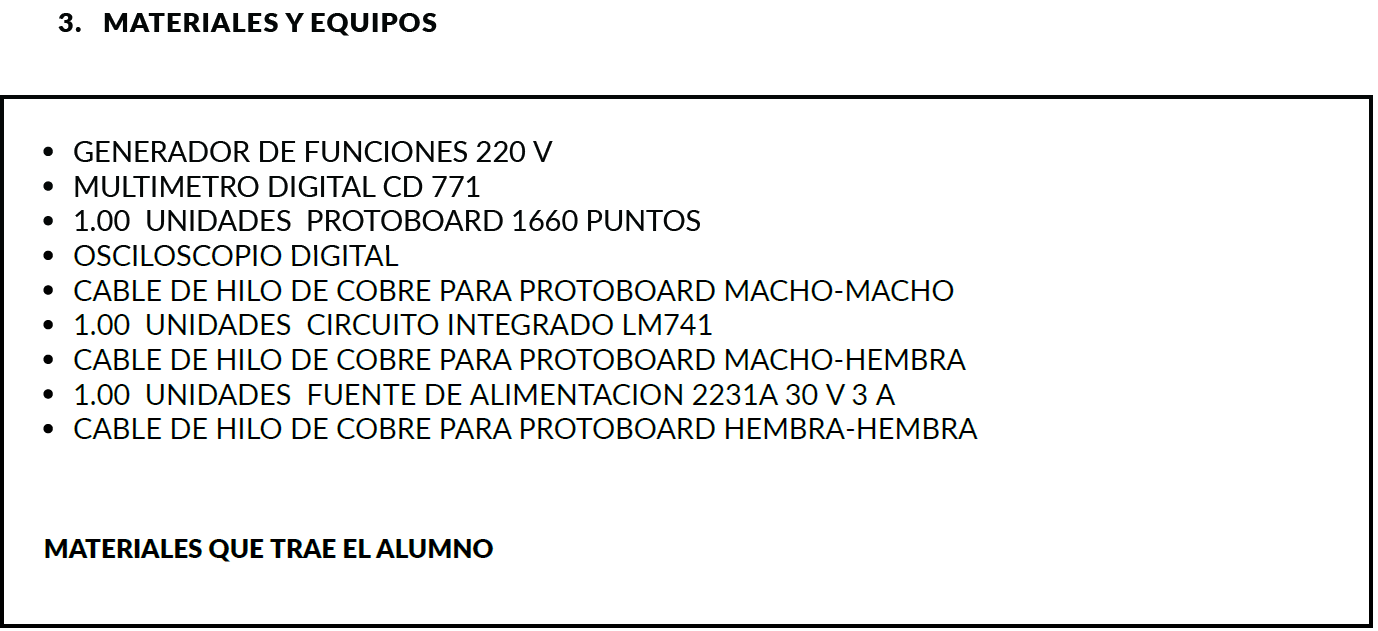 3. MATERIALES Y EQUIPOS
• GENERADOR DE FUNCIONES 220 V
• MULTIMETRO DIGITAL CD 771
• 1.00 UNIDADES PROTOBOARD 1660 PUNTOS
• OSCILOSCOPIO DIGITAL
• CABLE DE HILO DE COBRE PARA PROTOBOARD MACHO-MACHO
• 1.00 UNIDADES CIRCUITO INTEGRADO LM741
• CABLE DE HILO DE COBRE PARA PROTOBOARD MACHO-HEMBRA
• 1.00 UNIDADES FUENTE DE ALIMENTACION 2231A 30 V 3 A
• CABLE DE HILO DE COBRE PARA PROTOBOARD HEMBRA-HEMBRA
MATERIALES QUE TRAE EL ALUMNO